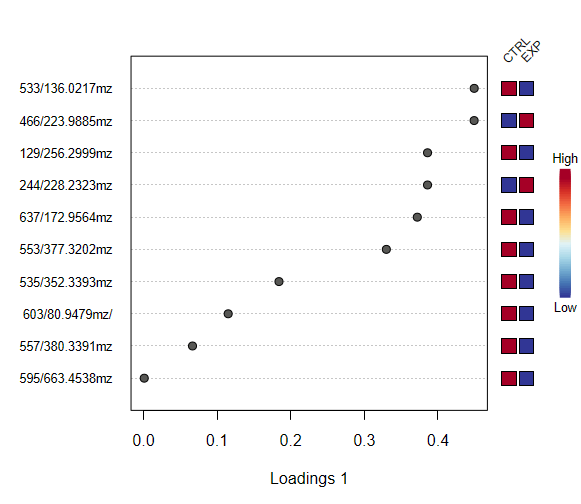 CTRL
EXP
533/136.0217mz
466/223.9885mz
129/256.2999mz
244/228.2323mz
637/172.9564mz
553/377.3202mz
535/352.3393mz
603/80.9479mz/
557/380.3391mz
595/663.4538mz
High
Low
0.0 0.1 0.2 0.3 0.4
Loadings 1